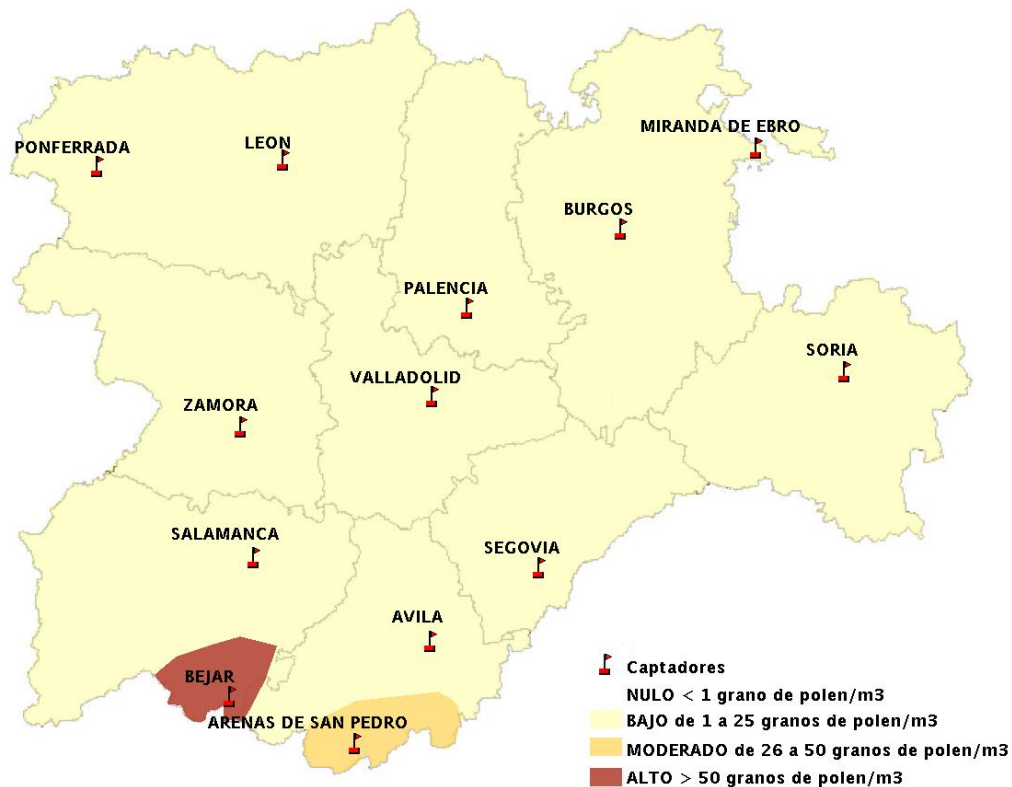 MIRANDA DE EBRO
PONFERRADA
LEON
BURGOS
PALENCIA
SORIA
VALLADOLID
ZAMORA
SALAMANCA
SEGOVIA
AVILA
BEJAR
ARENAS DE SAN PEDRO
Captadores
NULO < 1 grano de polen/m3
BAJO de 1 a 25 granos de polen/m3
MODERADO de 26 a 50 granos de polen/m3
ALTO > 50 granos de polen/m3